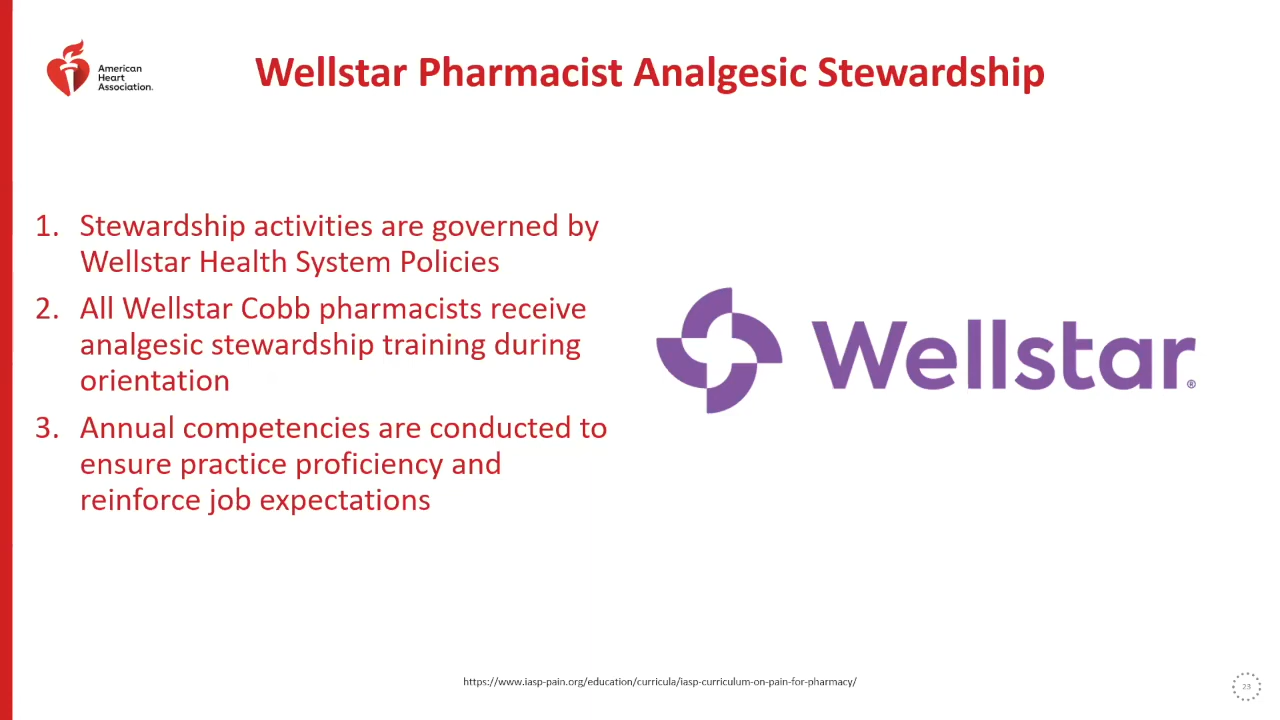 American
Heart
Association.
Wellstar Pharmacist Analgesic Stewardship
1. Stewardship activities are governed by
Wellstar Health System Policies
2. All Wellstar Cobb pharmacists receive
analgesic stewardship training during
orientation
3. Annual competencies are conducted to
ensure practice proficiency and
reinforce job expectations
Wellstar®
https://www.iasp-pain.org/education/curricula/iasp-curriculum-on-pain-for-pharmacy/
23